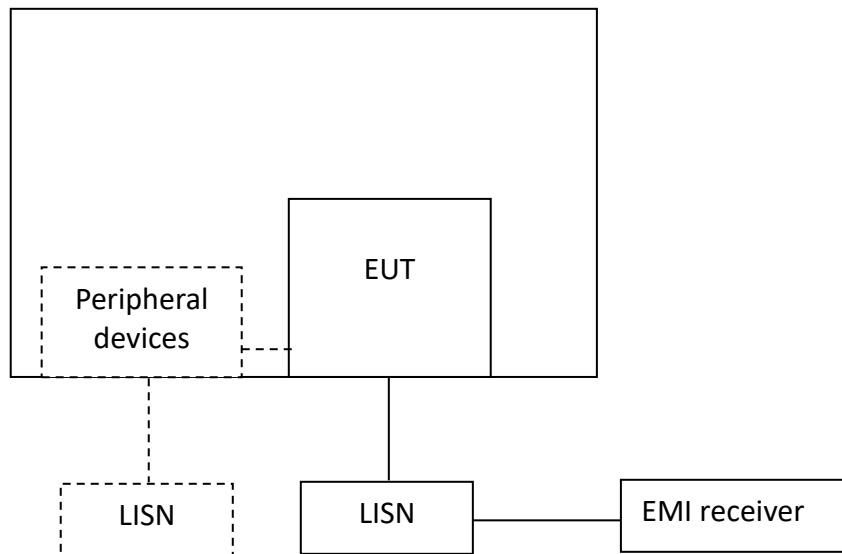 EUT
Peripheral
devices
LISN
LISN
EMI receiver